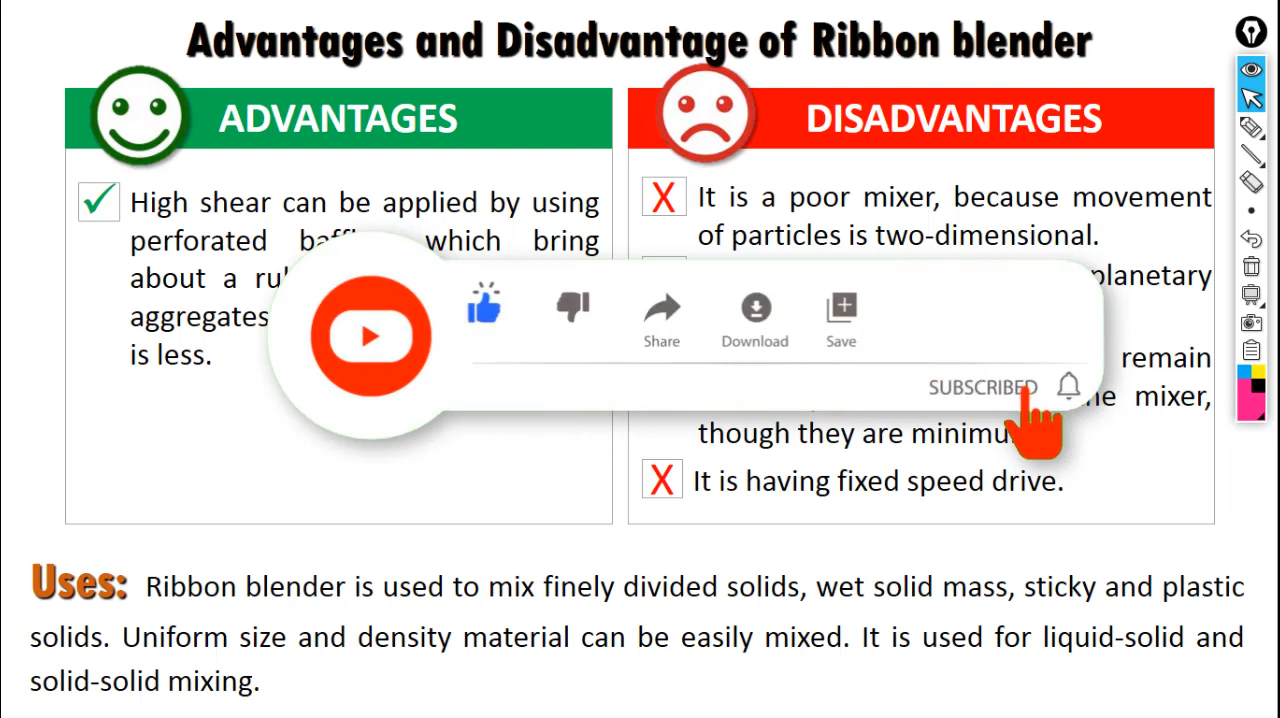 Advantages and Disadvantage of Ribbon blender
ADVANTAGES
High shear can be applied by using
perforated which bring
about a
aggregates
is less.
DISADVANTAGES
X It is a poor mixer, because movement
of particles is two-dimensional.
planetary
remain
mixer,
though they are
X It is having fixed speed drive.
Share Download Save
SUBSCRIBED
Uses: Ribbon blender is used to mix finely divided solids, wet solid mass, sticky and plastic
solids. Uniform size and density material can be easily mixed. It is used for liquid-solid and
solid-solid mixing.